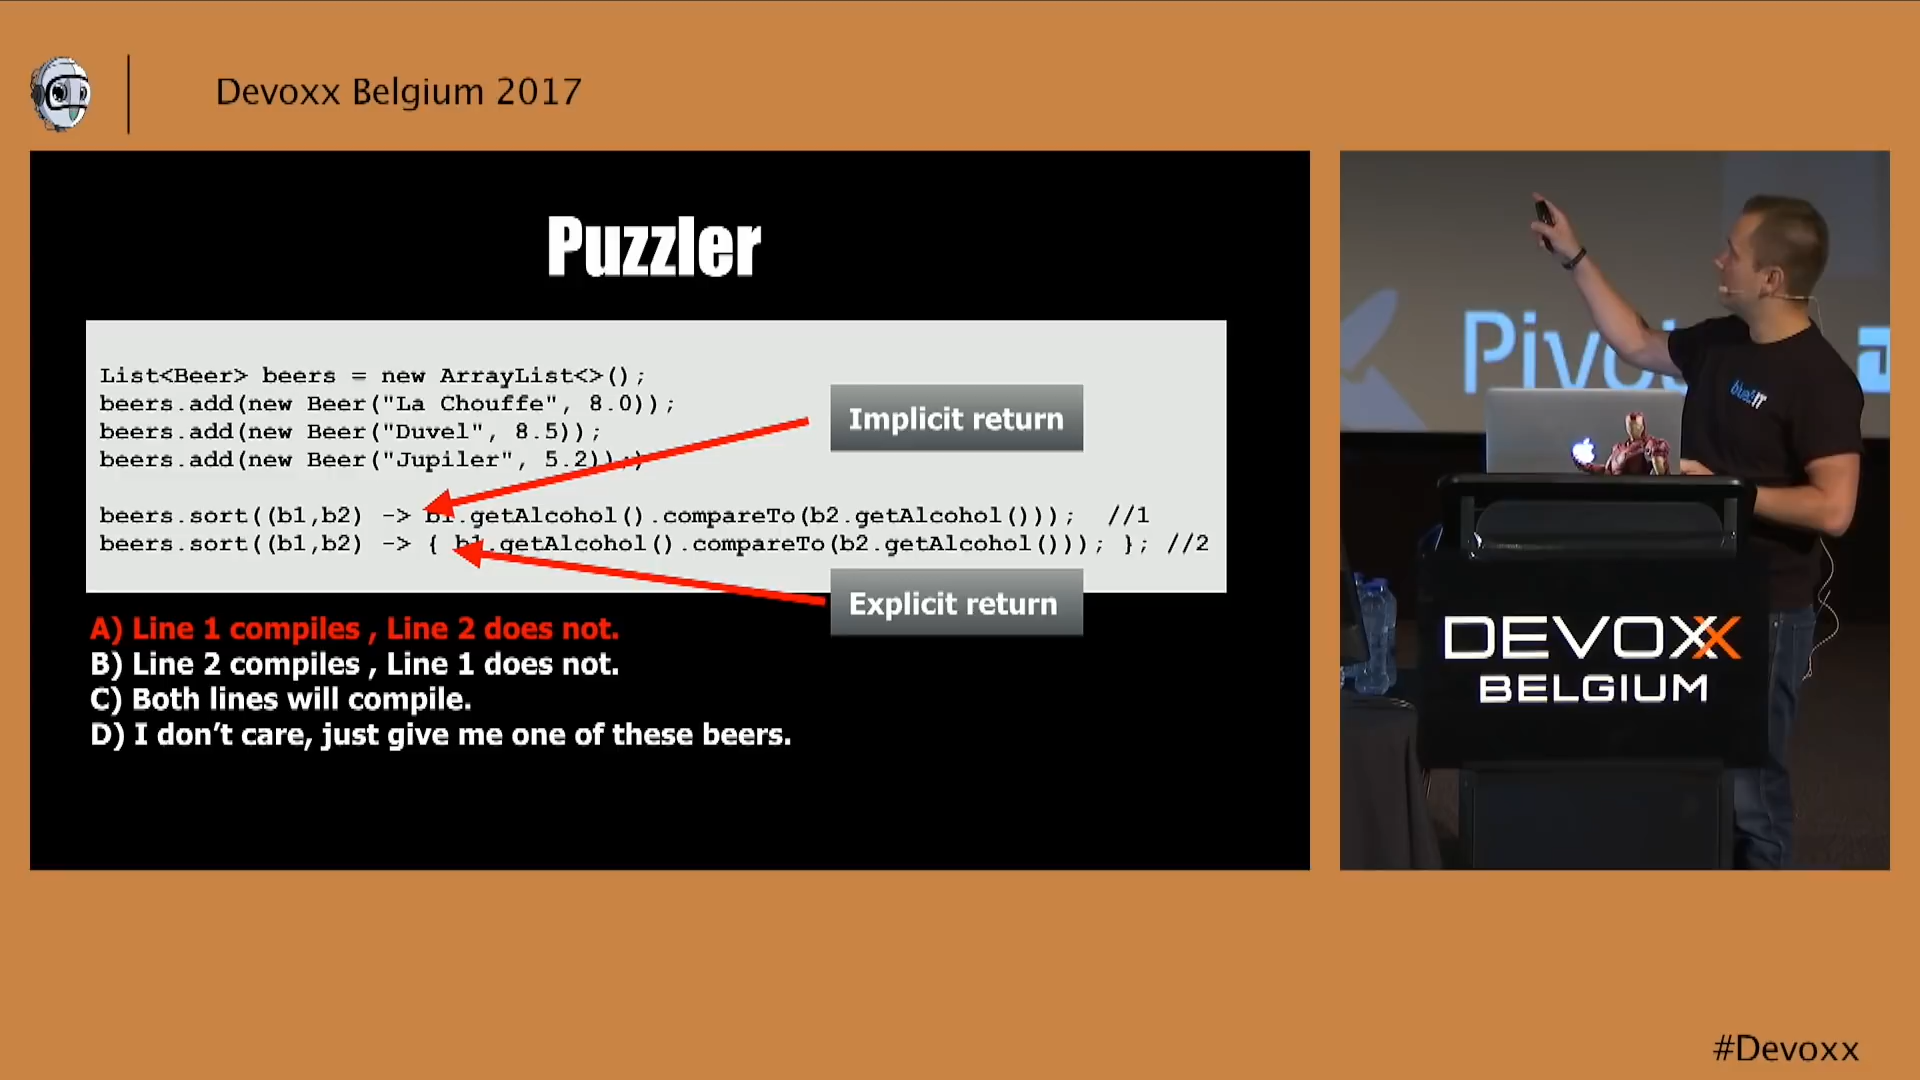 Devoxx Belgium 2017
Puzzler
List<Beer> beers = new ArrayList<>();
beers.add(new Beer("La Chouffe", 8.0));
beers.add(new Beer("Duvel", 8.5));
beers.add(new Beer("Jupiler", 5.2));)
beers.sort((b1,b2) -> b1.getAlcohol().compareTo(b2.getAlcohol())); //1
beers.sort((b1,b2) -> { b1.getAlcohol().compareTo(b2.getAlcohol())); }; //2
Implicit return
Explicit return
A) Line 1 compiles , Line 2 does not.
B) Line 2 compiles , Line 1 does not.
C) Both lines will compile.
D) I don't care, just give me one of these beers.
DEVOXX
BELGIUM
#Devoxx